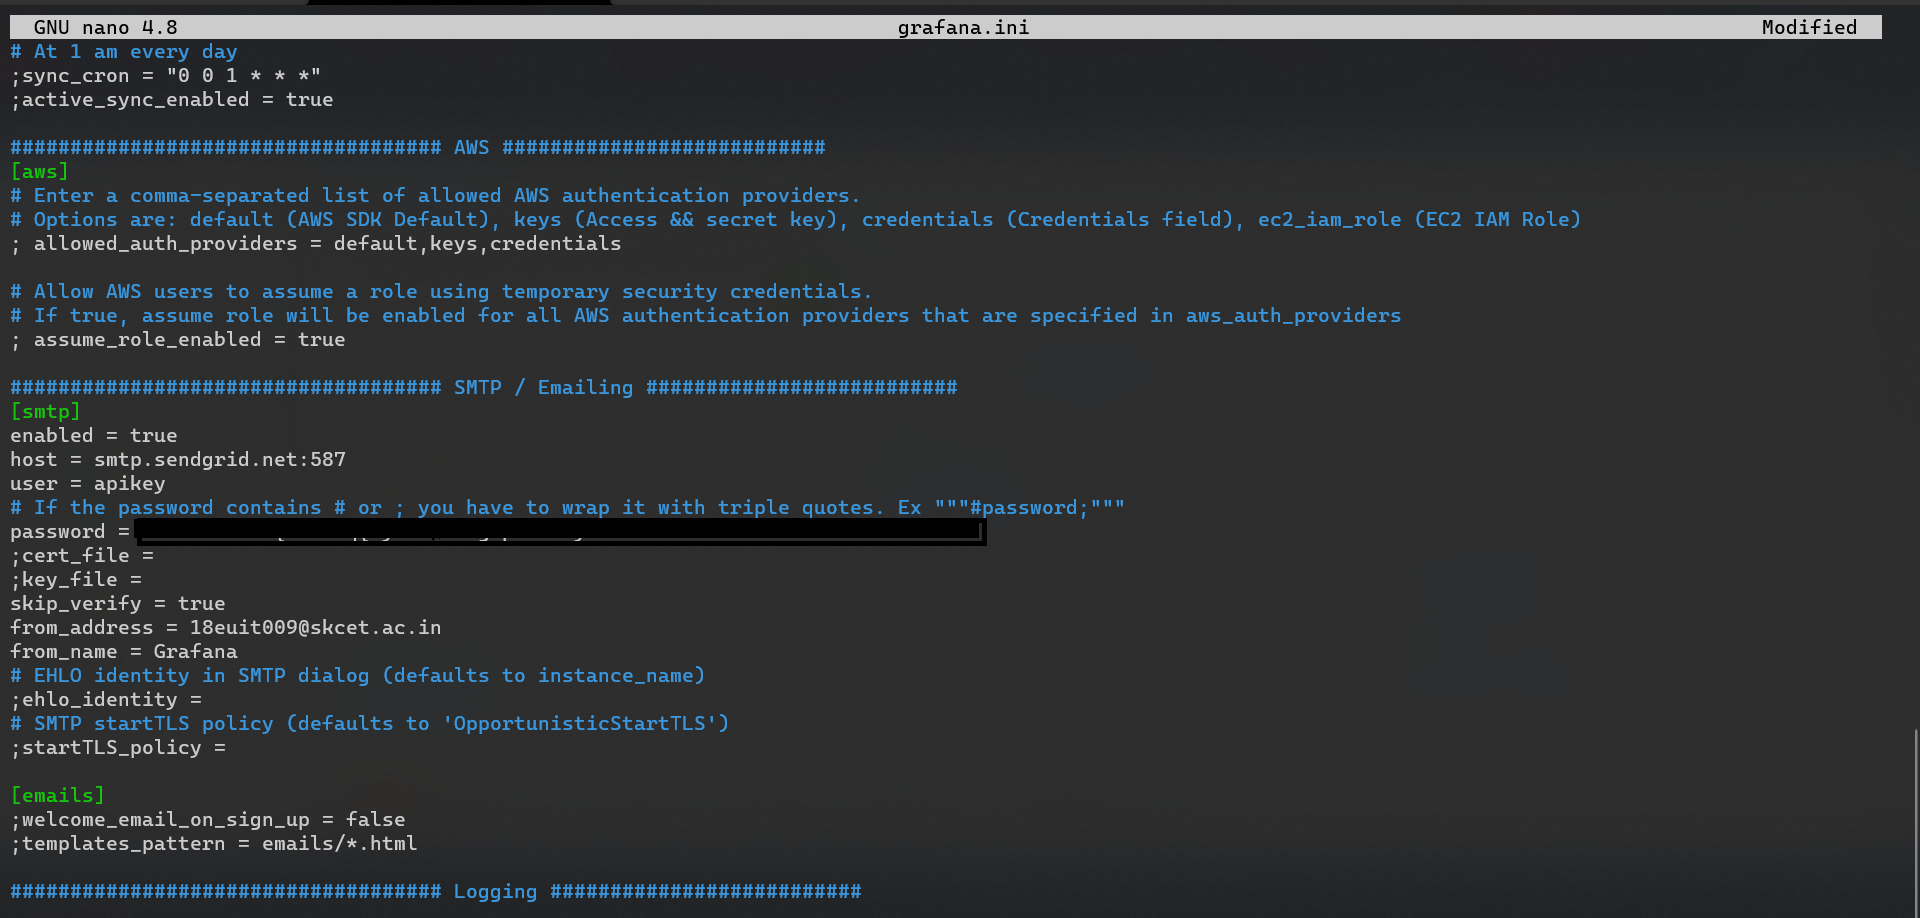 GNU nano 4.8 grafana.ini Modified
# At 1 am every day
;sync_cron = "0 0 1 * * *"
;active_sync_enabled = true
#################################### AWS ###########################
[aws]
# Enter a comma-separated list of allowed AWS authentication providers.
# Options are: default (AWS SDK Default), keys (Access && secret key), credentials (Credentials field), ec2_iam_role (EC2 IAM Role)
; allowed_auth_providers = default,keys,credentials
# Allow AWS users to assume a role using temporary security credentials.
# If true, assume role will be enabled for all AWS authentication providers that are specified in aws_auth_providers
; assume_role_enabled = true
#################################### SMTP / Emailing ##########################
[smtp]
enabled = true
host = smtp.sendgrid.net:587
user = apikey
# If the password contains # or ; you have to wrap it with triple quotes. Ex """#password;"""
password =
;cert_file =
;key_file =
skip_verify = true
from_address = 18euit009@skcet.ac.in
from_name = Grafana
# EHLO identity in SMTP dialog (defaults to instance_name)
;ehlo_identity =
# SMTP startTLS policy (defaults to 'OpportunisticStartTLS')
;startTLS_policy =
[emails]
;welcome_email_on_sign_up = false
;templates_pattern = emails/*.html
#################################### Logging ##########################